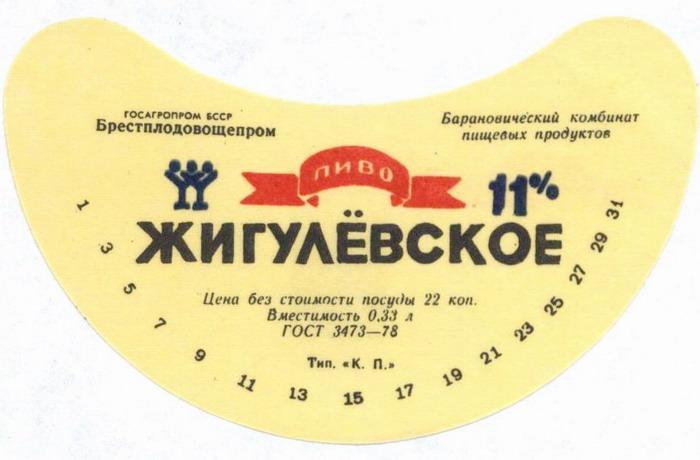 ГОСАГРОПРОМ БССР
Брестплодовощепром
Барановический комбинат
пищевых продуктов
ПИВО
11%
ЖИГУЛЁВСКОЕ
Цена без стоимости посуды 22 коп.
Вместимость 0,33 л
ГОСТ 3473—78
Тип. «К. П.»
1 3 5 7 9 11 13 15 17 19 21 23 25 27 29 31